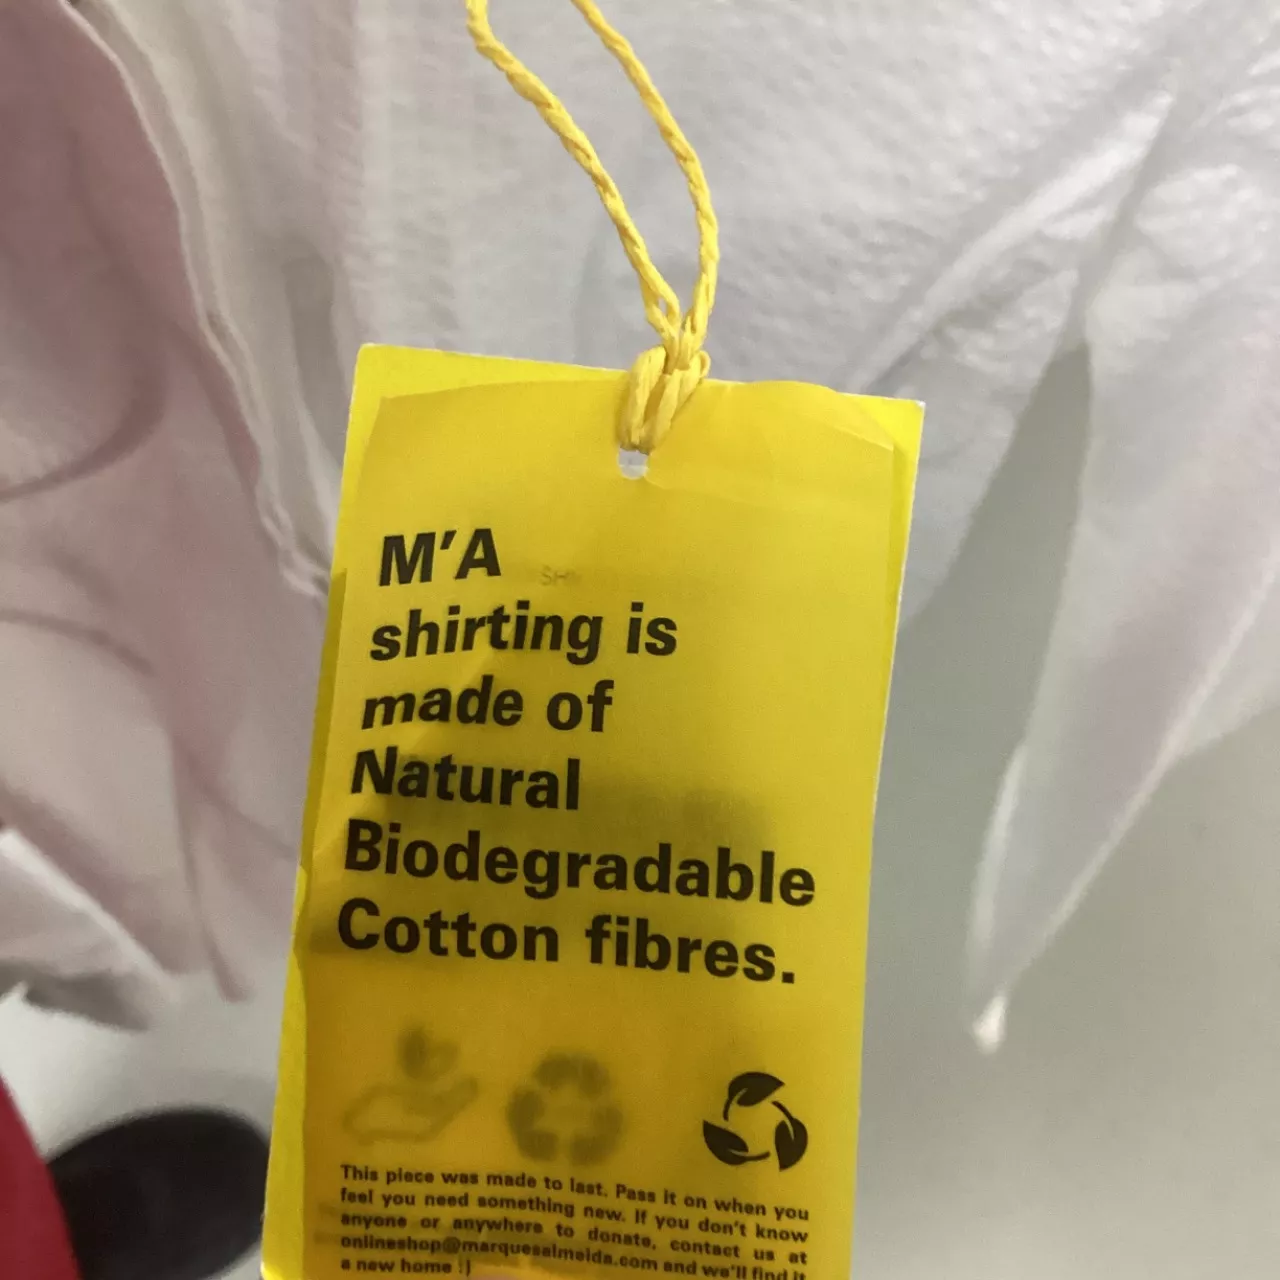 M'A
shirting is
made of
Natural
Biodegradable
Cotton fibres.
This piece was made to last. Pass it on when you
feel you need something new. If you don't know
anyone or anywhere to donate, contact us at
onlineshop@marquesalmeida.com and we'll find it
a new home :)